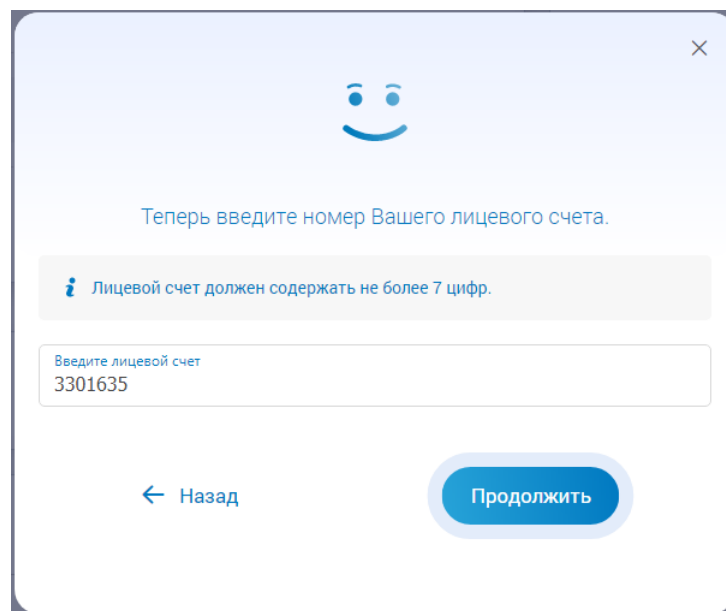 Теперь введите номер Вашего лицевого счета.
Лицевой счет должен содержать не более 7 цифр.
Введите лицевой счет
3301635
Назад
Продолжить